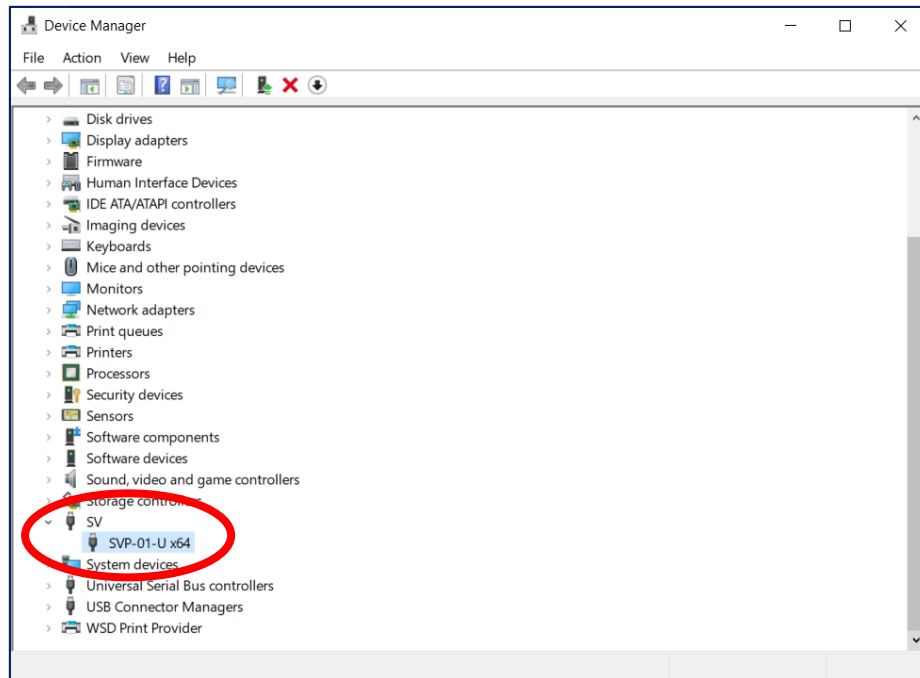 Device Manager
File Action View Help
Disk drives
Display adapters
Firmware
Human Interface Devices
IDE ATA/ATAPI controllers
Imaging devices
Keyboards
Mice and other pointing devices
Monitors
Network adapters
Print queues
Printers
Processors
Security devices
Sensors
Software components
Software devices
Sound, video and game controllers
Storage controllers
SV
SVP-01-U x64
System devices
Universal Serial Bus controllers
USB Connector Managers
WSD Print Provider